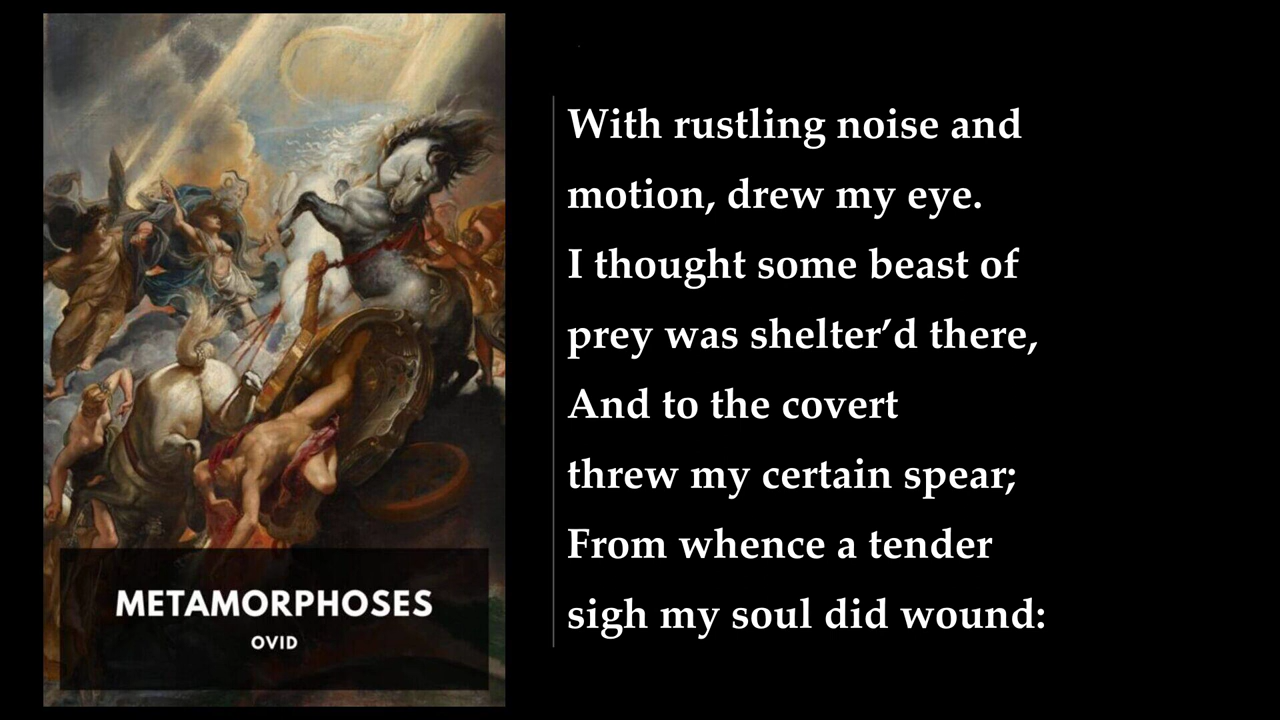 METAMORPHOSES
OVID
With rustling noise and
motion, drew my eye.
I thought some beast of
prey was shelter’d there,
And to the covert
threw my certain spear;
From whence a tender
sigh my soul did wound: